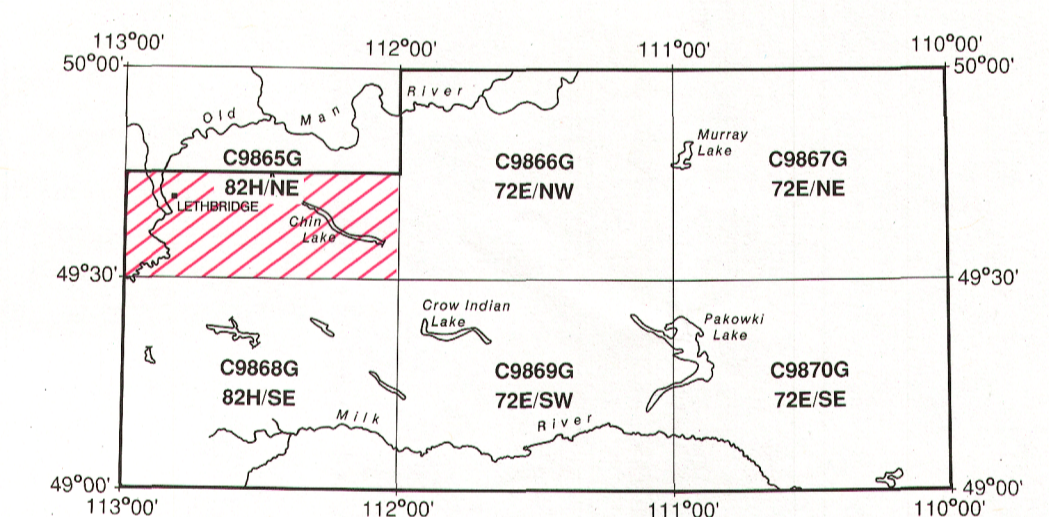 113°00'
112°00'
111°00'
110°00'
50°00'
50°00'
Old Man River
Murray
Lake
C9865G
82H/NE
C9866G
72E/NW
C9867G
72E/NE
LETHBRIDGE
Chin
Lake
49°30'
49°30'
Crow Indian
Lake
Pakowki
Lake
C9868G
82H/SE
C9869G
72E/SW
C9870G
72E/SE
Milk River
49°00'
49°00'
113°00'
112°00'
111°00'
110°00'